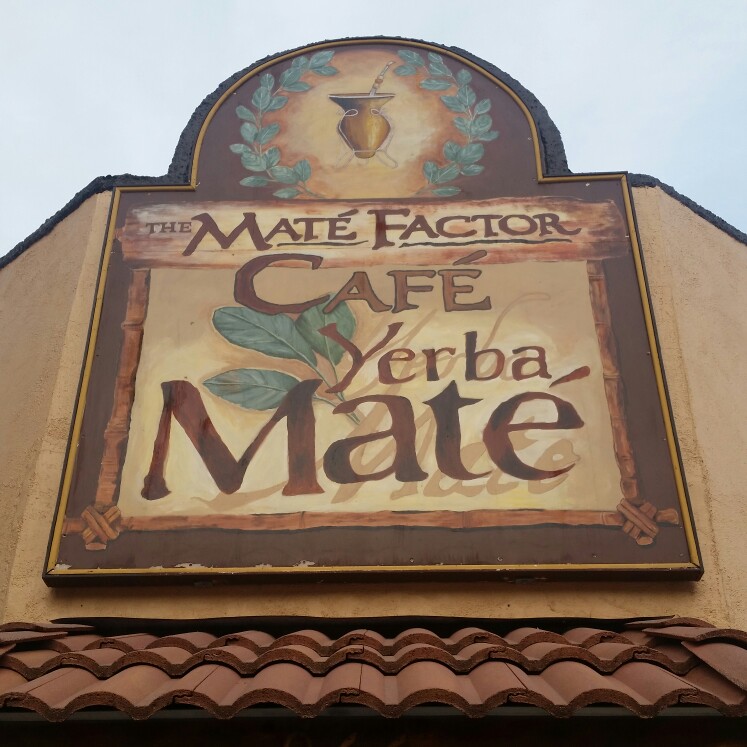 THE MATÉ FACTOR
CAFÉ
Yerba
Maté